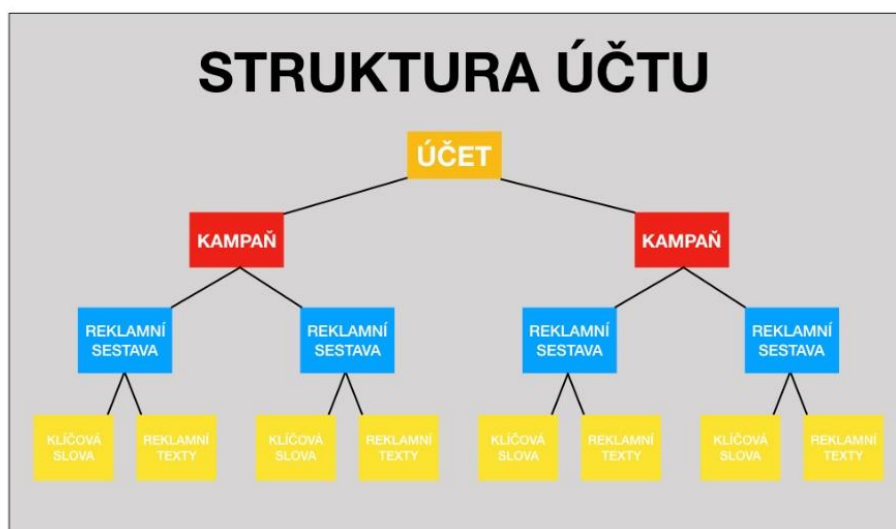 STRUKTURA ÚČTU
ÚČET
KAMPAŇ
KAMPAŇ
REKLAMNÍ
SESTAVA
REKLAMNÍ
SESTAVA
REKLAMNÍ
SESTAVA
REKLAMNÍ
SESTAVA
KLÍČOVÁ
SLOVA
REKLAMNÍ
TEXTY
KLÍČOVÁ
SLOVA
REKLAMNÍ
TEXTY
KLÍČOVÁ
SLOVA
REKLAMNÍ
TEXTY
KLÍČOVÁ
SLOVA
REKLAMNÍ
TEXTY